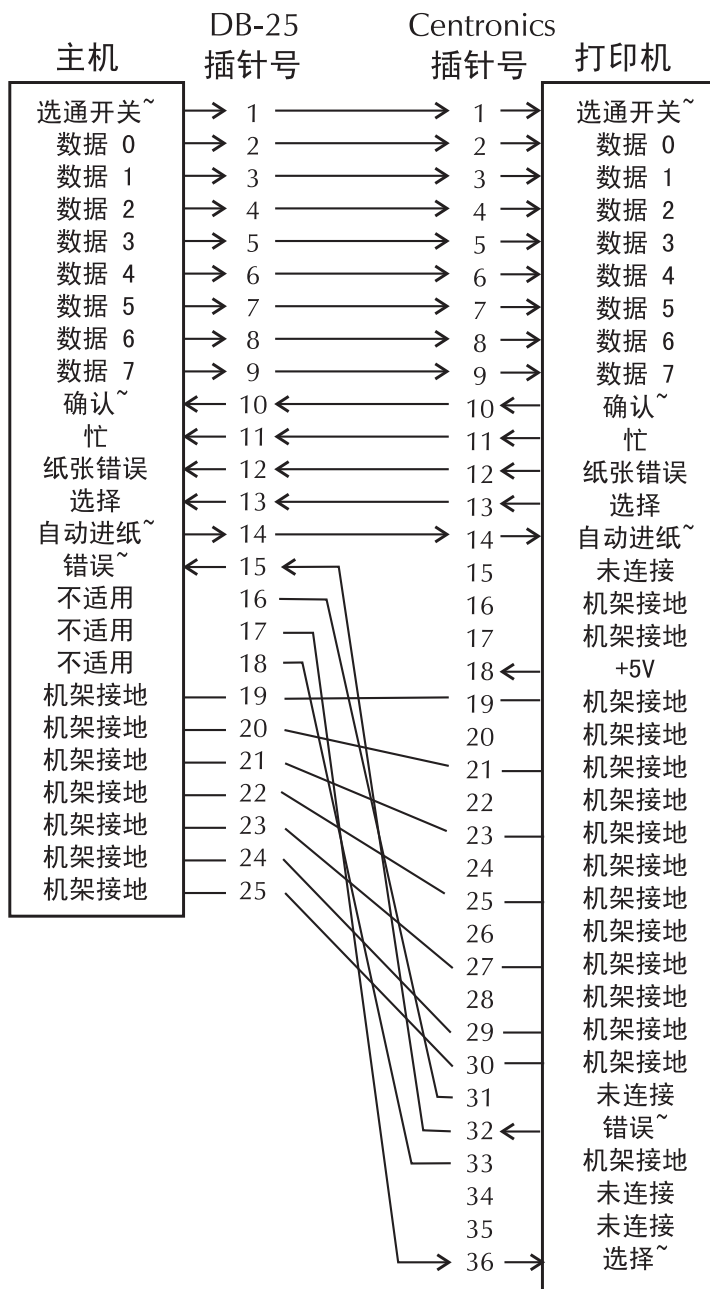 DB-25 Centronics
主机 插针号 插针号 打印机
选通开关~ 1 1 选通开关~
数据 0 2 2 数据 0
数据 1 3 3 数据 1
数据 2 4 4 数据 2
数据 3 5 5 数据 3
数据 4 6 6 数据 4
数据 5 7 7 数据 5
数据 6 8 8 数据 6
数据 7 9 9 数据 7
确认~ 10 10 确认~
忙 11 11 忙
纸张错误 12 12 纸张错误
选择 13 13 选择
自动进纸~ 14 14 自动进纸~
错误~ 15 15 未连接
不适用 16 16 机架接地
不适用 17 17 机架接地
不适用 18 18 +5V
机架接地 19 19 机架接地
机架接地 20 20 机架接地
机架接地 21 21 机架接地
机架接地 22 22 机架接地
机架接地 23 23 机架接地
机架接地 24 24 机架接地
机架接地 25 25 机架接地
26 机架接地
27 机架接地
28 机架接地
29 机架接地
30 机架接地
31 未连接
32 错误~
33 机架接地
34 未连接
35 未连接
36 选择~